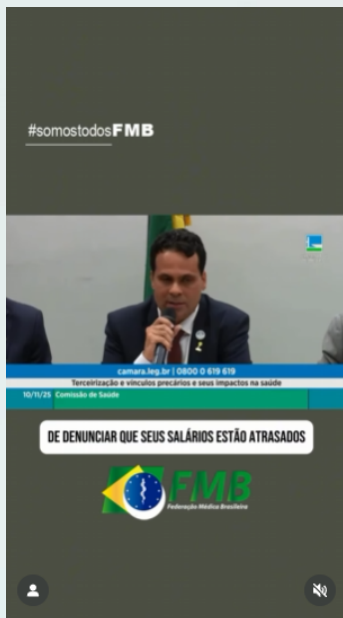 #somostodosFMB
camara.leg.br | 0800 0 619 619
Terceirização e vínculos precários e seus impactos na saúde
10/11/25 Comissão de Saúde
DE DENUNCIAR QUE SEUS SALÁRIOS ESTÃO ATRASADOS
FMB
Federação Médica Brasileira